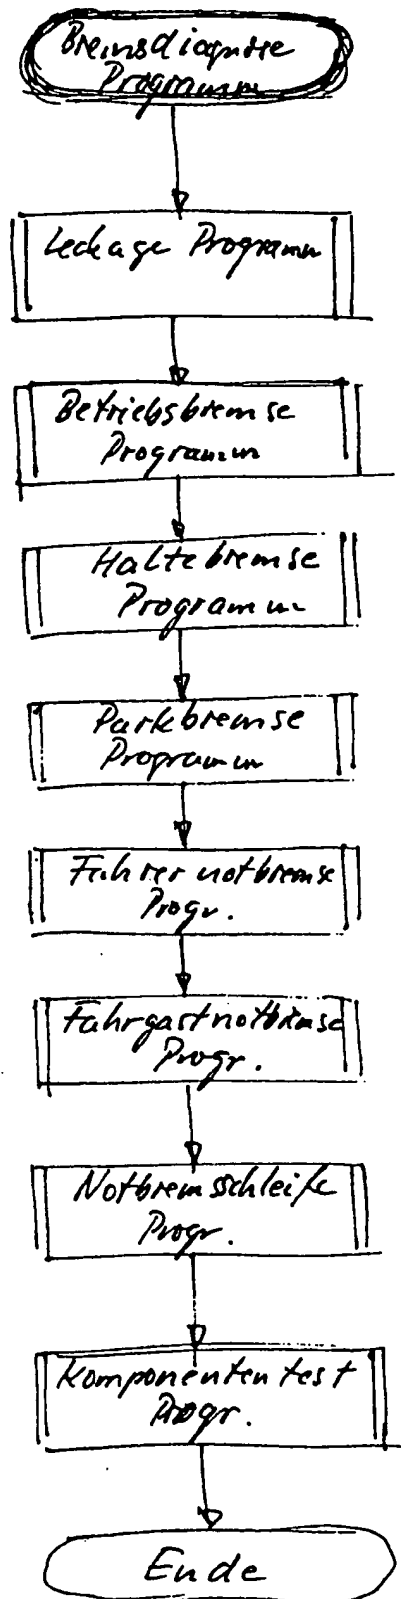 Bremsdiagnose
Programm
Leckage Programm
Betriebsbremse
Programm
Haltebremse
Programm
Parkbremse
Programm
Fahrernotbremse
Progr.
Fahrgastnotbremse
Progr.
Notbremsschleife
Progr.
Komponententest
Progr.
Ende